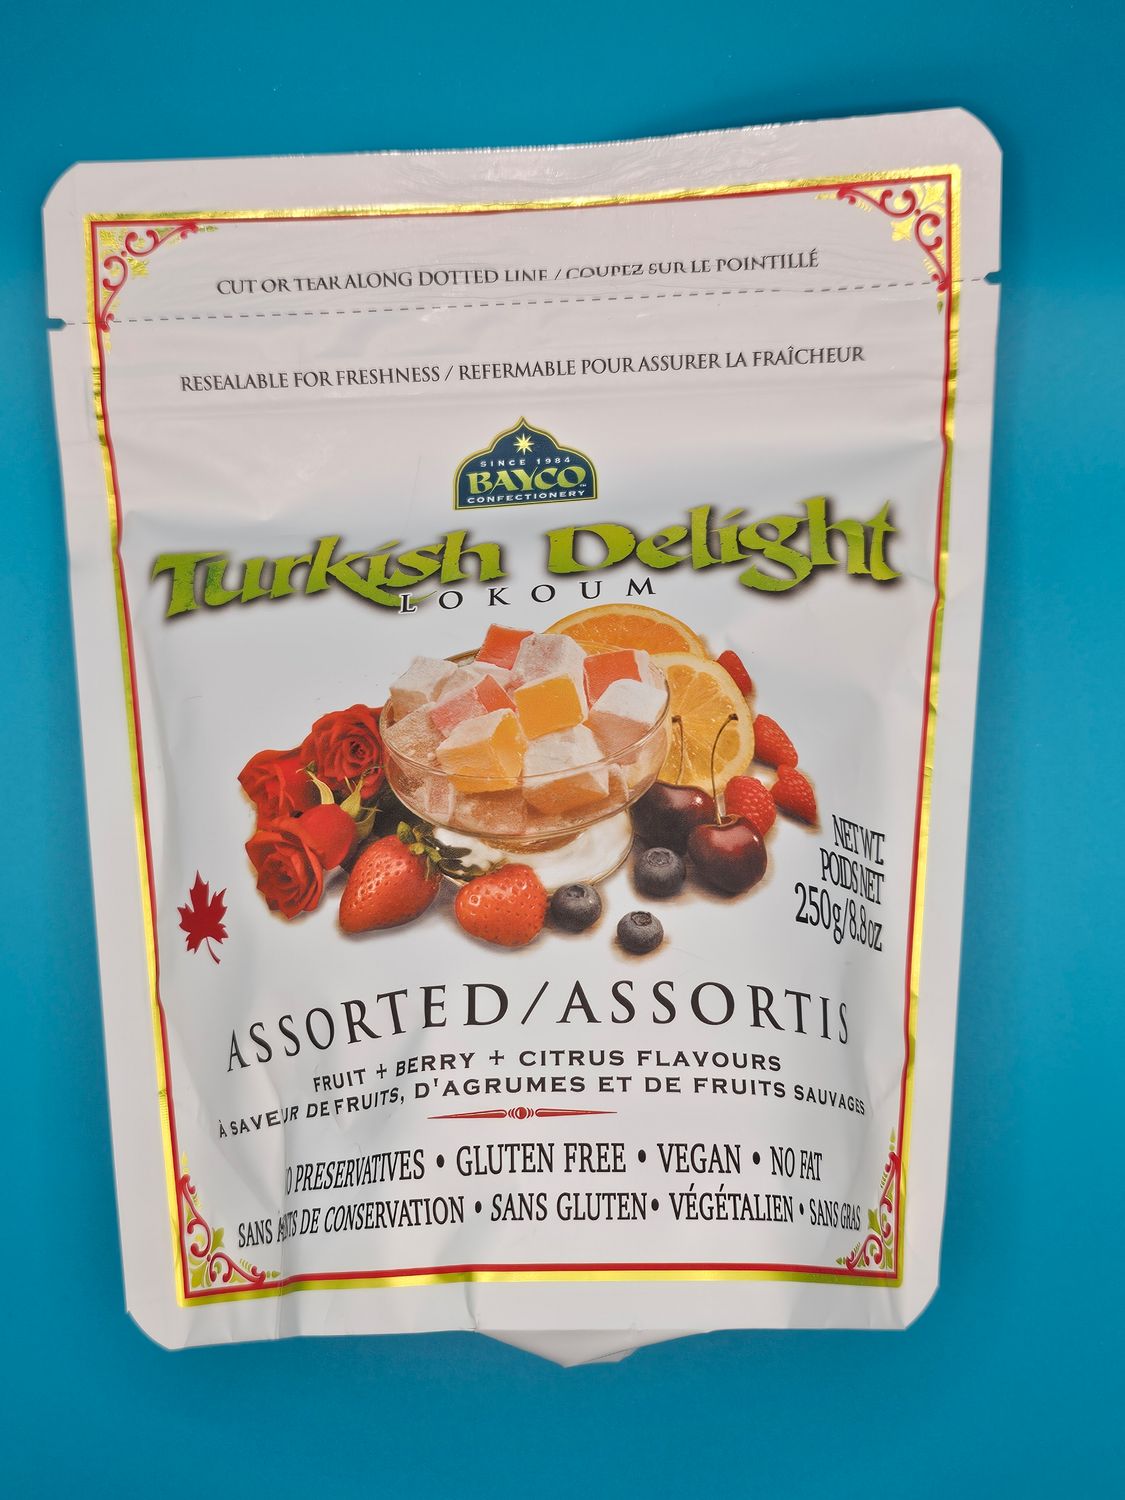 CUT OR TEAR ALONG DOTTED LINE / COUPEZ SUR LE POINTILLÉ
RESEALABLE FOR FRESHNESS / REFERMABLE POUR ASSURER LA FRAÎCHEUR
SINCE 1984
BAYCO™
CONFECTIONERY
Turkish Delight
LOKOUM
NET WT.
POIDS NET
250g/8.8oz
ASSORTED/ASSORTIS
FRUIT + BERRY + CITRUS FLAVOURS
À SAVEUR DE FRUITS, D'AGRUMES ET DE FRUITS SAUVAGES
PRESERVATIVES • GLUTEN FREE • VEGAN • NO FAT
SANS DE CONSERVATION • SANS GLUTEN • VÉGÉTALIEN • SANS GRAS